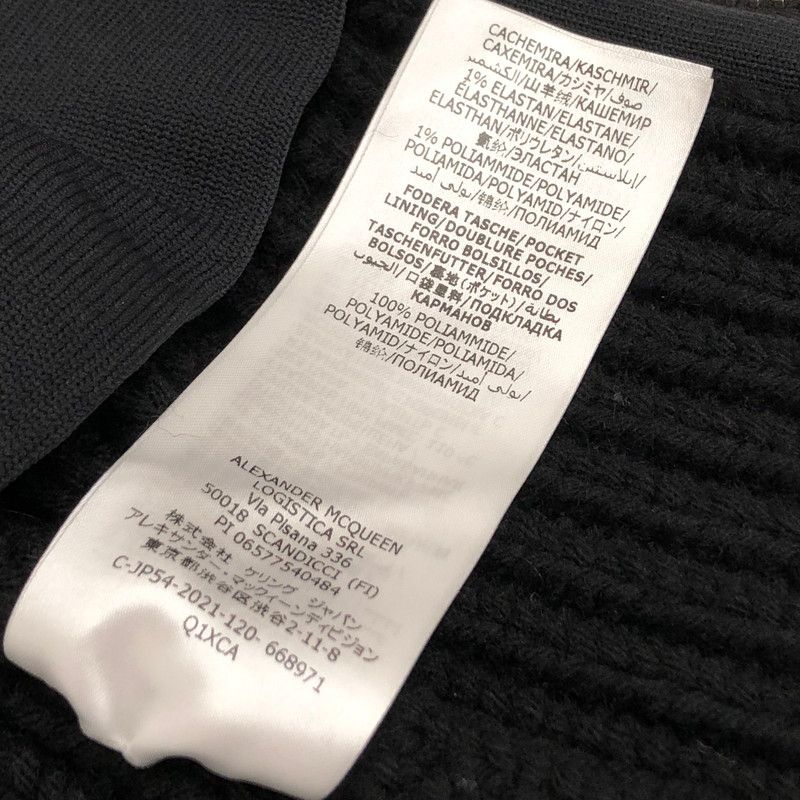 CACHEMIRA/KASCHMIR/
CAXEMIRA/カシミヤ/صوف
الكشمير/山羊绒/КАШЕМИР
1% ELASTAN/ELASTANE/
ÉLASTHANNE/ELASTANO/
ELASTHAN/ポリウレタン/
إيلاستين/氨纶/ЭЛАСТАН
1% POLIAMMIDE/POLYAMIDE/
POLIAMIDA/POLYAMID/ナイロン/
بولي أميد/锦纶/ПОЛИАМИД
FODERA TASCHE/POCKET
LINING/DOUBLURE POCHES/
FORRO BOLSILLOS/
TASCHENFUTTER/FORRO DOS
BOLSOS/裏地(ポケット)/بطانة
الجيوب/口袋里料/ПОДКЛАДКА
КАРМАНОВ
100% POLIAMMIDE/
POLYAMIDE/POLIAMIDA/
POLYAMID/ナイロン/بولي أميد/
锦纶/ПОЛИАМИД
ALEXANDER MCQUEEN
LOGISTICA SRL
Via Pisana 336
50018 SCANDICCI (FI)
PI 06577540484
株式会社 ケリング ジャパン
アレキサンダー・マックイーンディビジョン
東京都渋谷区渋谷2-11-8
C-JP54-2021-120- 668971
Q1XCA